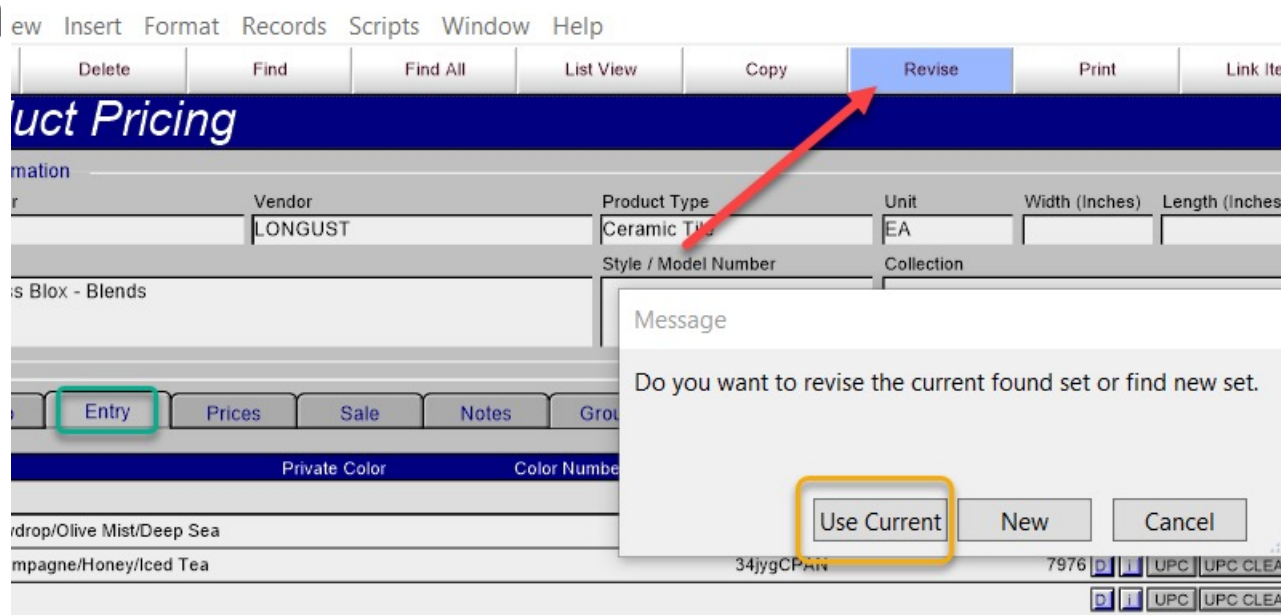 ew Insert Format Records Scripts Window Help
Delete Find Find All List View Copy Revise Print Link Ite
uct Pricing
mation
r Vendor Product Type Unit Width (Inches) Length (Inches
LONGUST Ceramic Tile EA
Style / Model Number Collection
s Blox - Blends
Message
Do you want to revise the current found set or find new set.
Entry Prices Sale Notes Grou
Private Color Color Numbe
Use Current New Cancel
drop/Olive Mist/Deep Sea
mpagne/Honey/Iced Tea 34jygCPAN 7976 D i UPC UPC CLEA
D i UPC UPC CLEA